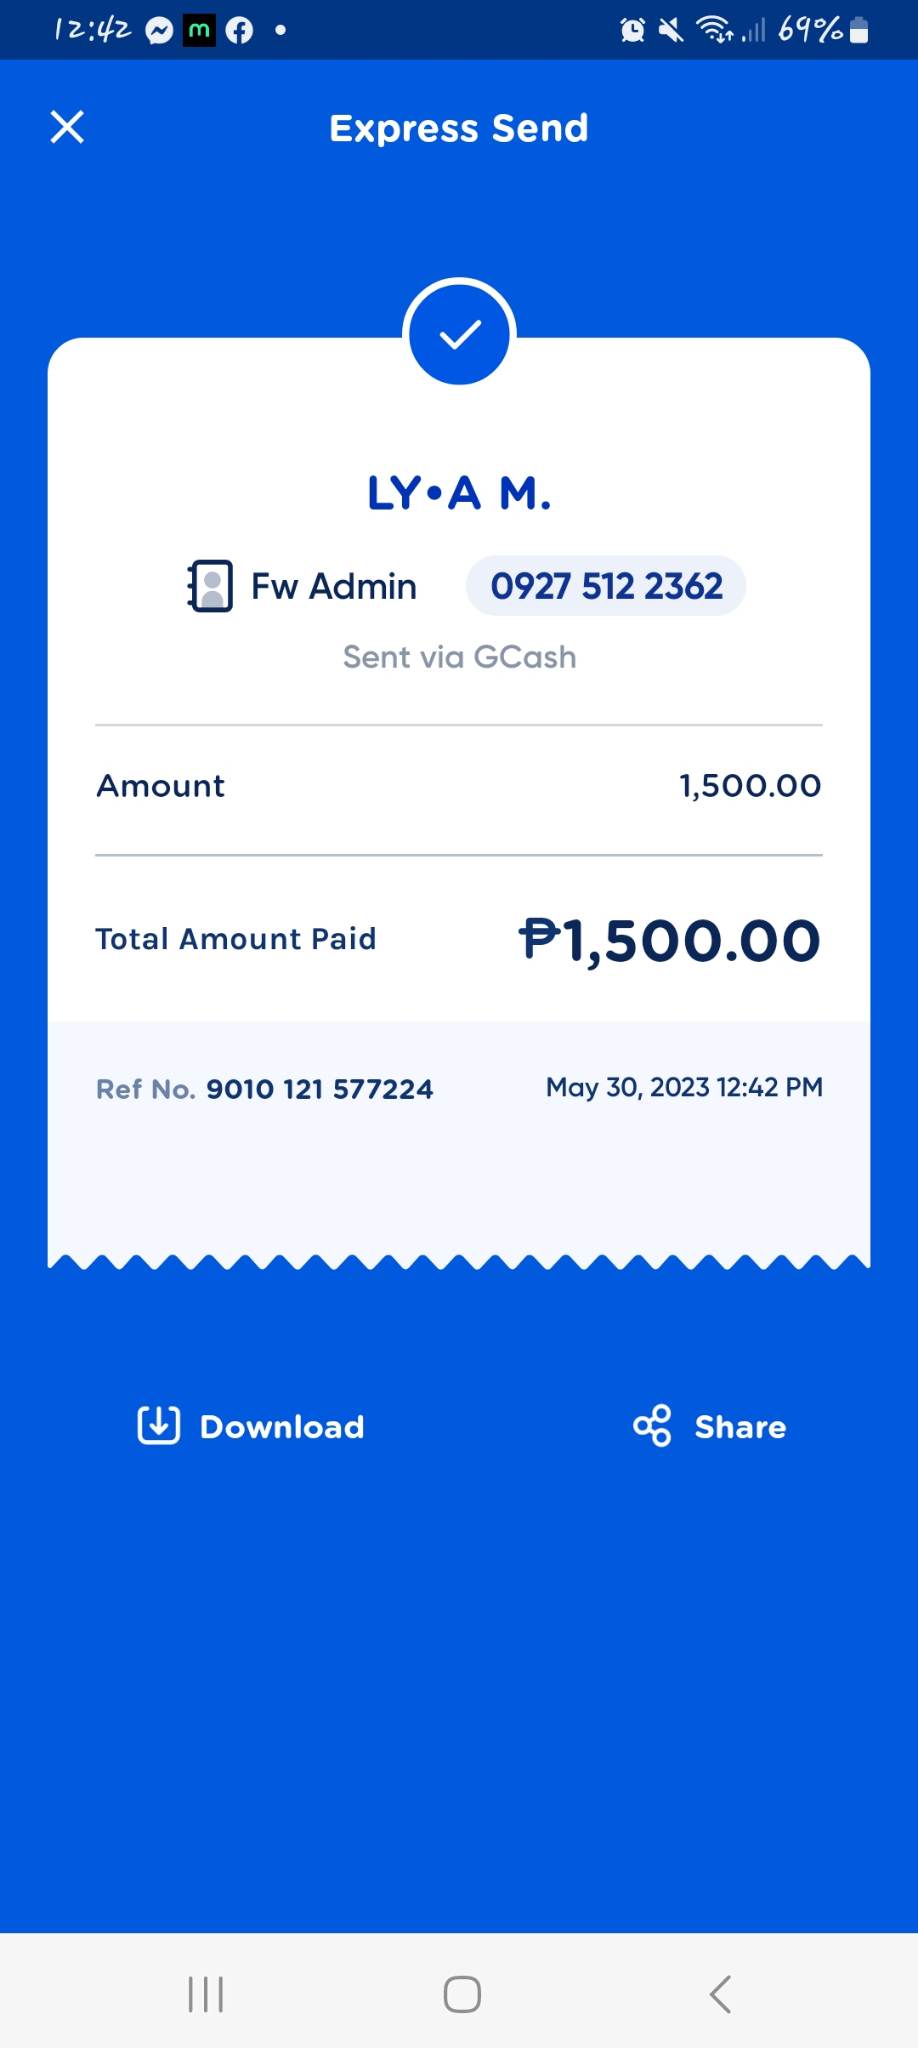 12:42 69%
Express Send
LY•A M.
Fw Admin 0927 512 2362
Sent via GCash
Amount 1,500.00
Total Amount Paid ₱1,500.00
Ref No. 9010 121 577224 May 30, 2023 12:42 PM
Download Share